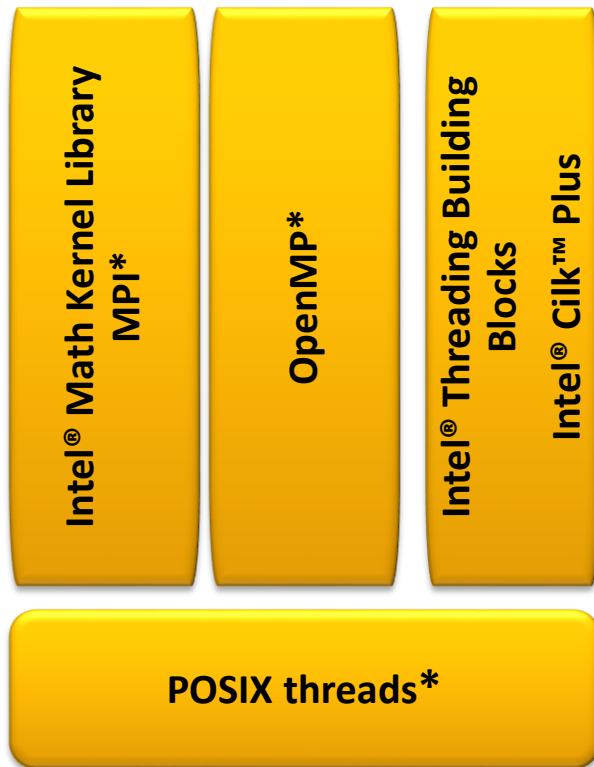 Intel® Math Kernel Library
MPI*
OpenMP*
Intel® Threading Building
Blocks
Intel® Cilk™ Plus
POSIX threads*